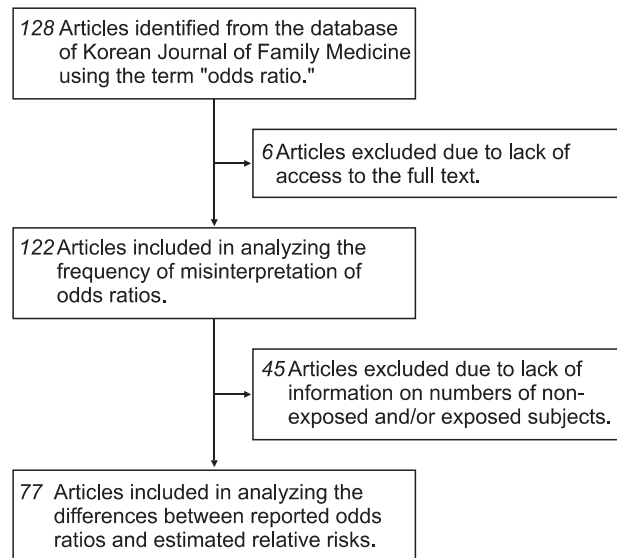 128 Articles identified from the database
of Korean Journal of Family Medicine
using the term "odds ratio."
6 Articles excluded due to lack of
access to the full text.
122 Articles included in analyzing the
frequency of misinterpretation of
odds ratios.
45 Articles excluded due to lack of
information on numbers of non-
exposed and/or exposed subjects.
77 Articles included in analyzing the
differences between reported odds
ratios and estimated relative risks.